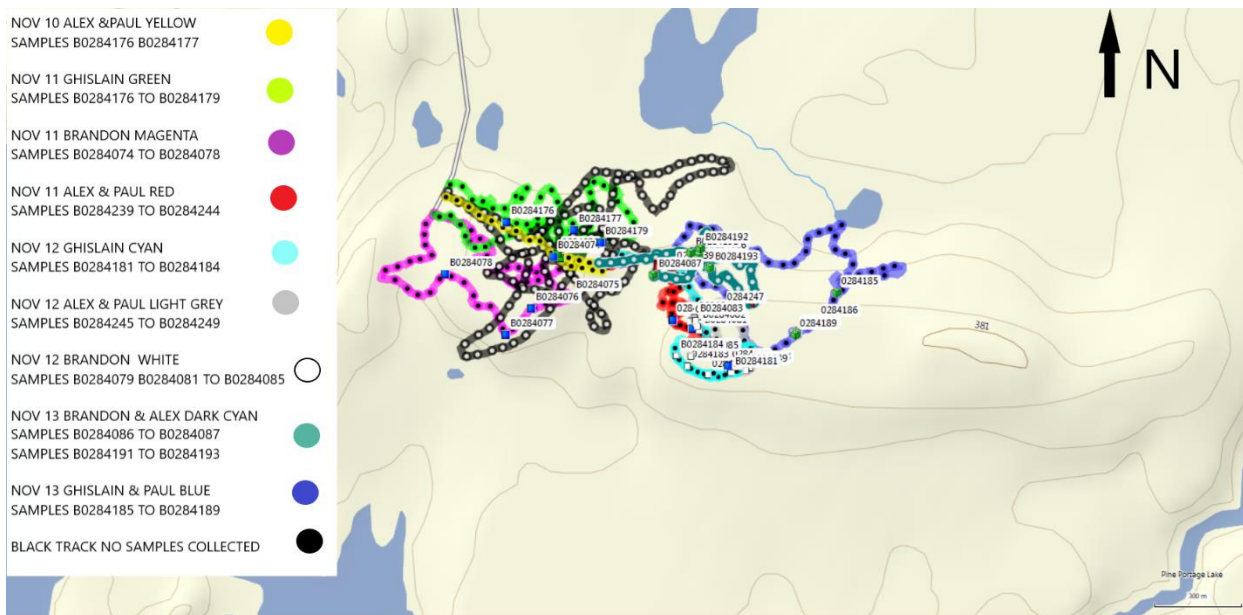 NOV 10 ALEX &PAUL YELLOW
SAMPLES B0284176 B0284177
NOV 11 GHISLAIN GREEN
SAMPLES B0284176 TO B0284179
NOV 11 BRANDON MAGENTA
SAMPLES B0284074 TO B0284078
NOV 11 ALEX & PAUL RED
SAMPLES B0284239 TO B0284244
NOV 12 GHISLAIN CYAN
SAMPLES B0284181 TO B0284184
NOV 12 ALEX & PAUL LIGHT GREY
SAMPLES B0284245 TO B0284249
NOV 12 BRANDON WHITE
SAMPLES B0284079 B0284081 TO B0284085
NOV 13 BRANDON & ALEX DARK CYAN
SAMPLES B0284086 TO B0284087
SAMPLES B0284191 TO B0284193
NOV 13 GHISLAIN & PAUL BLUE
SAMPLES B0284185 TO B0284189
BLACK TRACK NO SAMPLES COLLECTED
N
B0284176
B0284177
B0284179
B0284192
B028407
B0284193
B0284078
B0284087
0284185
B0284075
B0284076
0284247
B0284083
0284186
B0284077
0284189
381
B0284184
0284183
B0284181
Pine Portage Lake
300 m